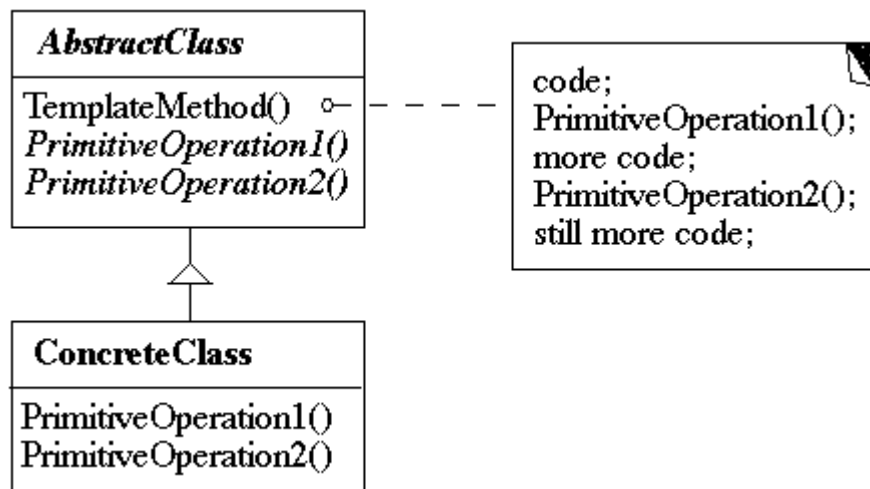 AbstractClass
TemplateMethod()
PrimitiveOperation1()
PrimitiveOperation2()
code;
PrimitiveOperation1();
more code;
PrimitiveOperation2();
still more code;
ConcreteClass
PrimitiveOperation1()
PrimitiveOperation2()